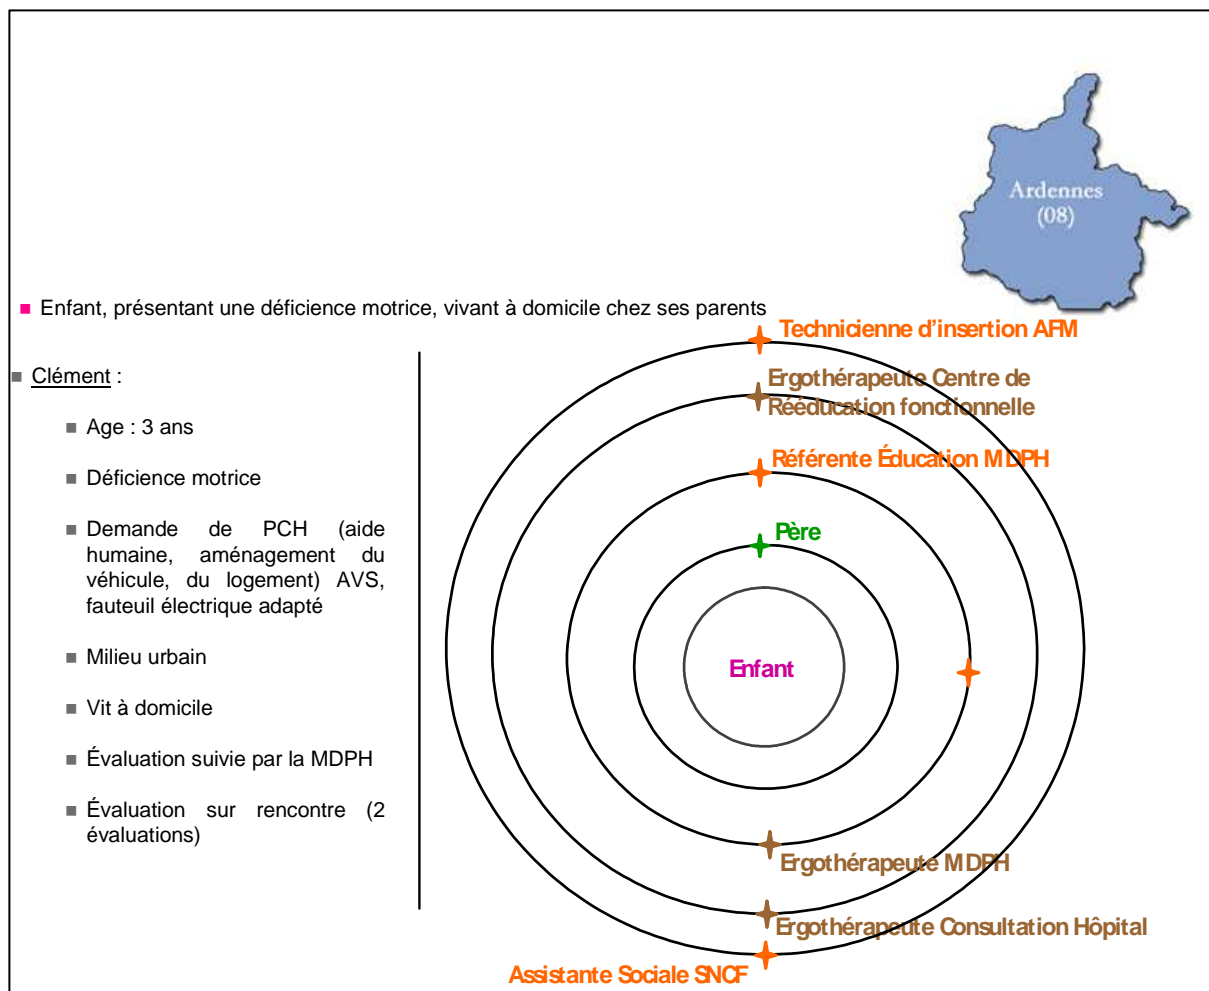 Ardennes
(08)
Enfant, présentant une déficience motrice, vivant à domicile chez ses parents
Clément :
Age : 3 ans
Déficience motrice
Demande de PCH (aide
humaine, aménagement du
véhicule, du logement) AVS,
fauteuil électrique adapté
Milieu urbain
Vit à domicile
Évaluation suivie par la MDPH
Évaluation sur rencontre (2
évaluations)
Technicienne d'insertion AFM
Ergothérapeute Centre de
Rééducation fonctionnelle
Référente Éducation MDPH
Père
Enfant
Ergothérapeute MDPH
Ergothérapeute Consultation Hôpital
Assistante Sociale SNCF